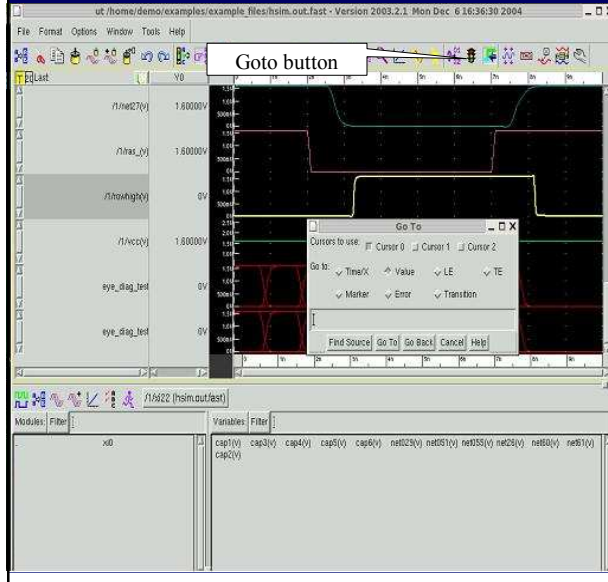 ut /home/demo/examples/example_files/hsim.out.fast - Version 2003.2.1 Mon Dec 6 16:36:30 2004
File Format Options Window Tools Help
Goto button
Last Y0
/1/net27(v) 1.60000V
/1/ras_(v) 1.60000V
/1/rowhigh(v) 0V
/1/vcc(v) 1.60000V
eye_diag_test 0V
eye_diag_test 0V
Go To
Cursors to use: Cursor 0 Cursor 1 Cursor 2
Go to: Time/X Value LE TE
Marker Error Transition
Find Source Go To Go Back Cancel Help
/1/xi22 (hsim.out.fast)
Modules: Filter Variables: Filter
xi0
cap1(v) cap3(v) cap4(v) cap5(v) cap6(v) net029(v) net051(v) net055(v) net26(v) net60(v) net61(v)
cap2(v)